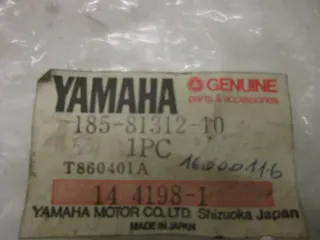 YAMAHA GENUINE
parts & accessories
185-81312-10
1PC
T860401A 16.000116
14 4198-1
YAMAHA MOTOR CO., LTD. Shizuoka Japan
MADE IN JAPAN